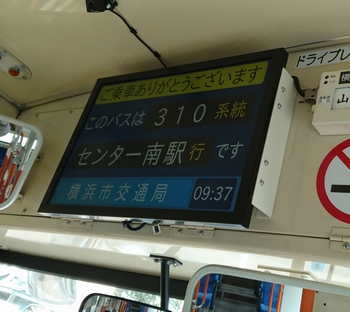 ご乗車ありがとうございます
このバスは 310 系統
センター南駅 行 です
横浜市交通局 09:37
ドライブレ
横
山